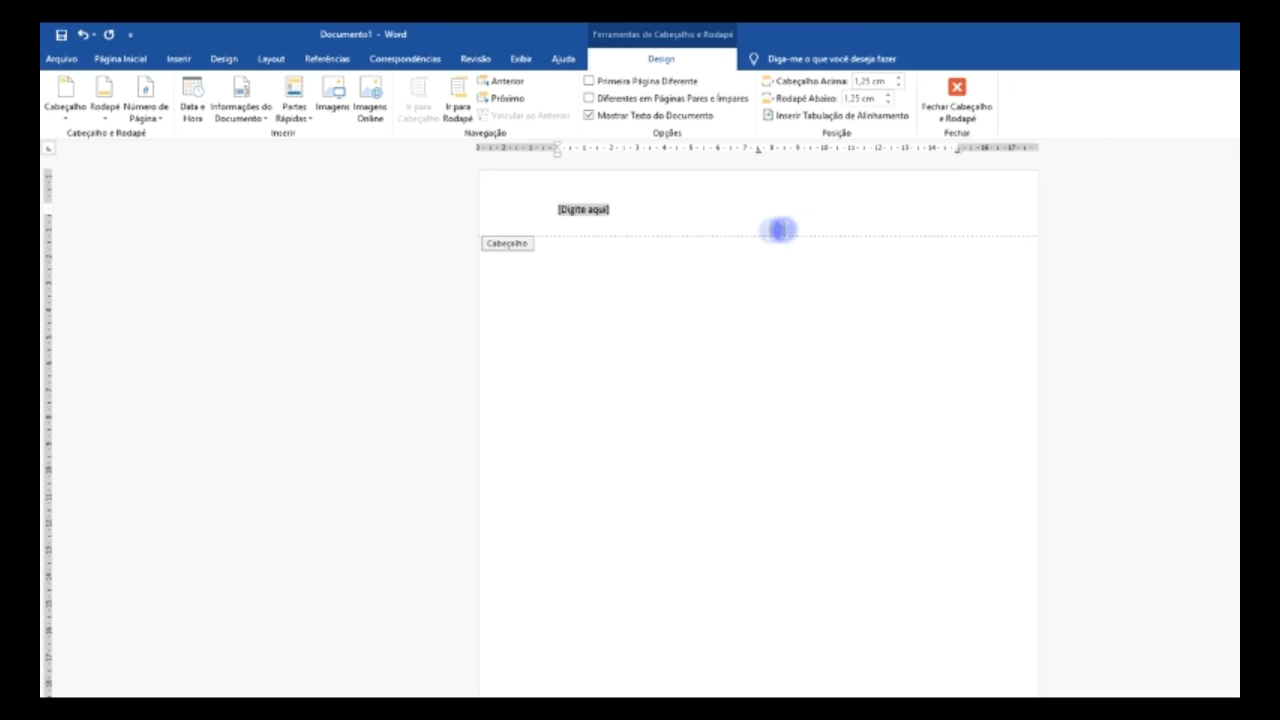 Documento1 - Word
Ferramentas de Cabeçalho e Rodapé
Arquivo Página Inicial Inserir Design Layout Referências Correspondências Revisão Exibir Ajuda Design Diga-me o que você deseja fazer
Cabeçalho Rodapé Número de Página
Cabeçalho e Rodapé
Data e Hora Informações do Documento Partes Rápidas Imagens Imagens Online
Inserir
Ir para Cabeçalho Ir para Rodapé
Anterior
Próximo
Vincular ao Anterior
Navegação
Primeira Página Diferente
Diferentes em Páginas Pares e Ímpares
Mostrar Texto do Documento
Opções
Cabeçalho Acima: 1,25 cm
Rodapé Abaixo: 1,25 cm
Inserir Tabulação de Alinhamento
Posição
Fechar Cabeçalho e Rodapé
Fechar
[Digite aqui]
Cabeçalho